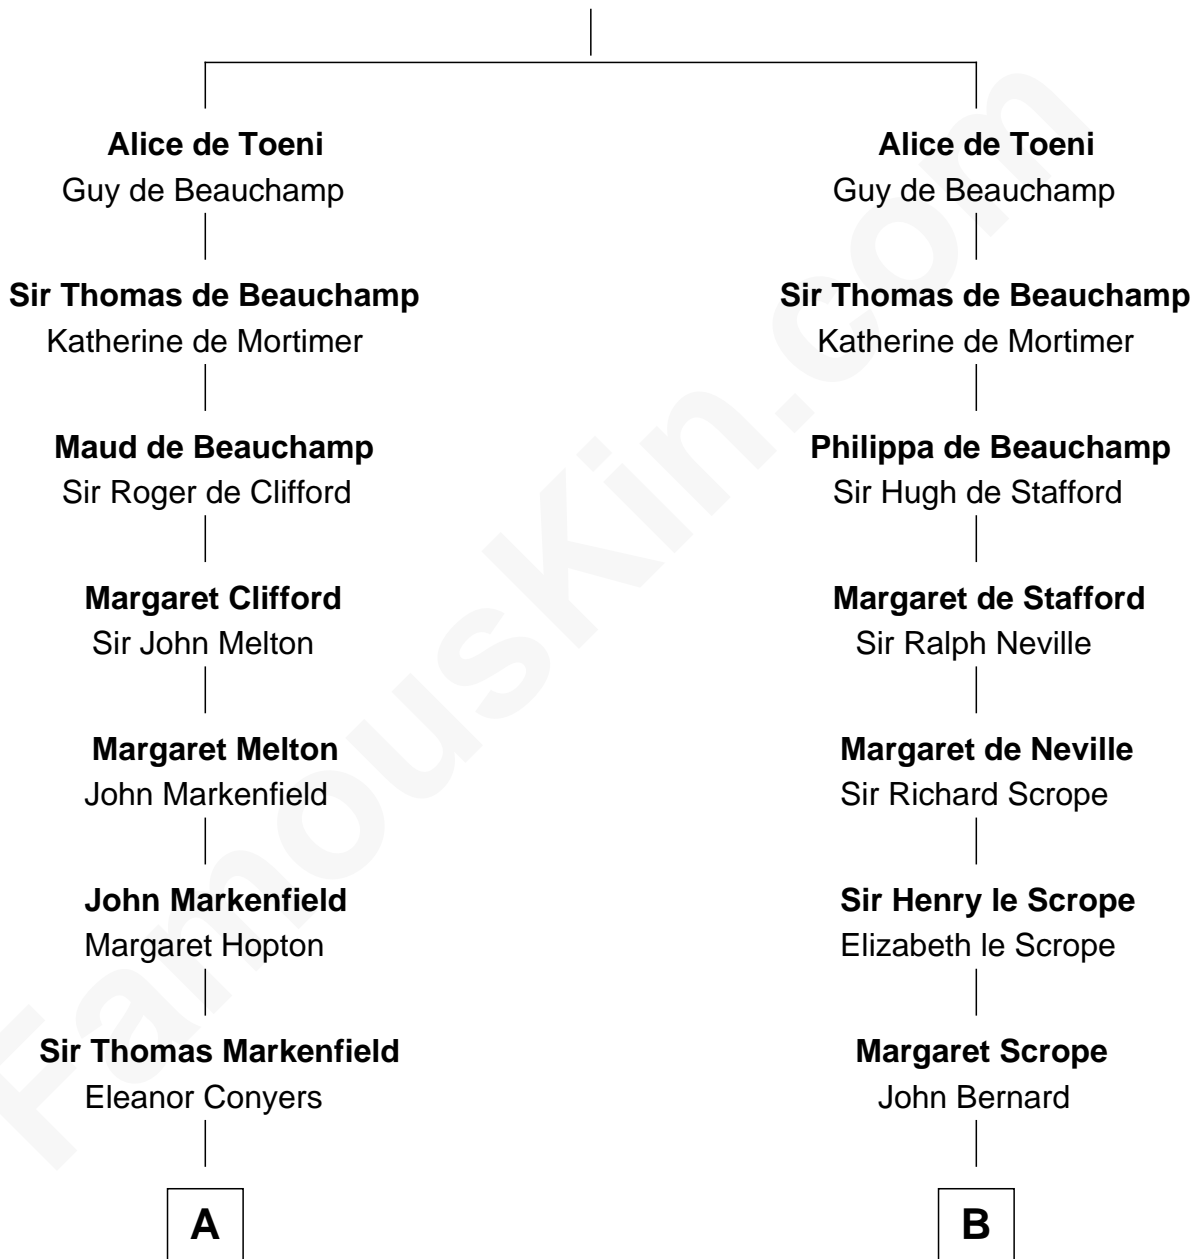 Alice de Toeni
Guy de Beauchamp
Sir Thomas de Beauchamp
Katherine de Mortimer
Maud de Beauchamp
Sir Roger de Clifford
Margaret Clifford
Sir John Melton
Margaret Melton
John Markenfield
John Markenfield
Margaret Hopton
Sir Thomas Markenfield
Eleanor Conyers
A
Alice de Toeni
Guy de Beauchamp
Sir Thomas de Beauchamp
Katherine de Mortimer
Philippa de Beauchamp
Sir Hugh de Stafford
Margaret de Stafford
Sir Ralph Neville
Margaret de Neville
Sir Richard Scrope
Sir Henry le Scrope
Elizabeth le Scrope
Margaret Scrope
John Bernard
B
FamousKin.com